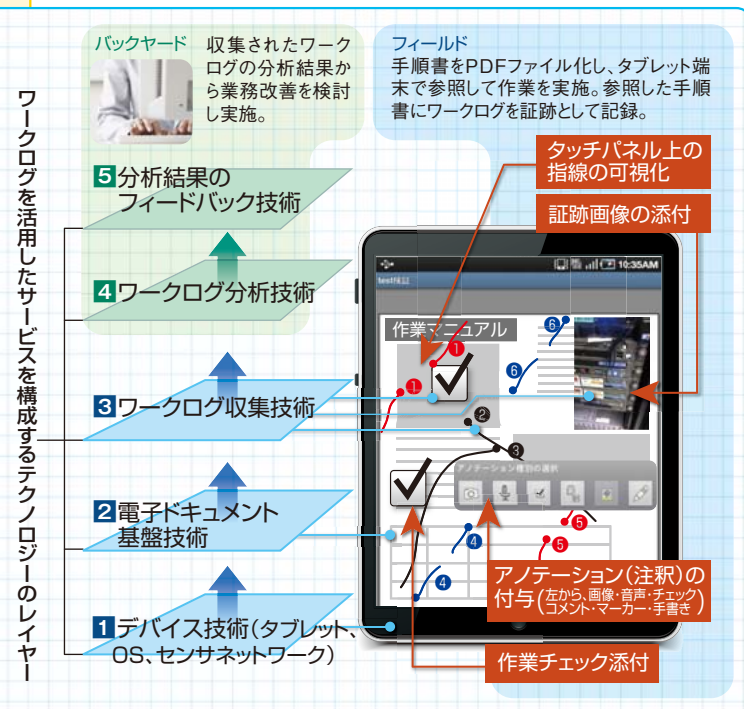 バックヤード
収集されたワーク
ログの分析結果か
ら業務改善を検討
し実施。
フィールド
手順書をPDFファイル化し、タブレット端
末で参照して作業を実施。参照した手順
書にワークログを証跡として記録。
ワークログを活用したサービスを構成するテクノロジーのレイヤー
5 分析結果の
フィードバック技術
4 ワークログ分析技術
3 ワークログ収集技術
2 電子ドキュメント
基盤技術
1 デバイス技術(タブレット、
OS、センサネットワーク)
タッチパネル上の
指線の可視化
証跡画像の添付
10:35AM
作業マニュアル
❶
❶
❻
❻
❷
❸
アノテーション種別の選択
❺
❺
❹
❹
アノテーション(注釈)の
付与(左から、画像・音声・チェック
コメント・マーカー・手書き)
作業チェック添付